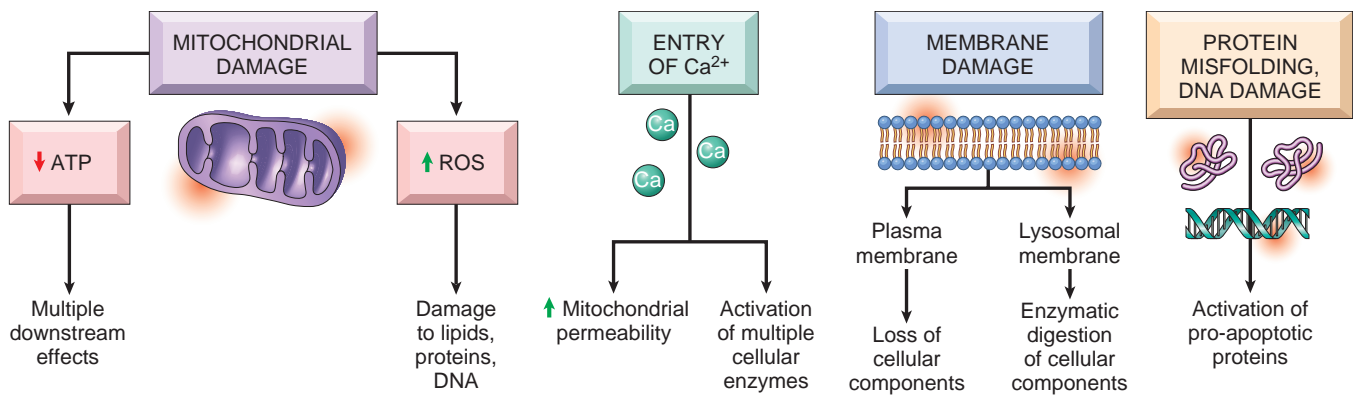 MITOCHONDRIAL
DAMAGE
↓ ATP
↑ ROS
Multiple
downstream
effects
Damage
to lipids,
proteins,
DNA
ENTRY
OF Ca²⁺
Ca
Ca
Ca
↑ Mitochondrial
permeability
Activation
of multiple
cellular
enzymes
MEMBRANE
DAMAGE
Plasma
membrane
Loss of
cellular
components
Lysosomal
membrane
Enzymatic
digestion
of cellular
components
PROTEIN
MISFOLDING,
DNA DAMAGE
Activation of
pro-apoptotic
proteins